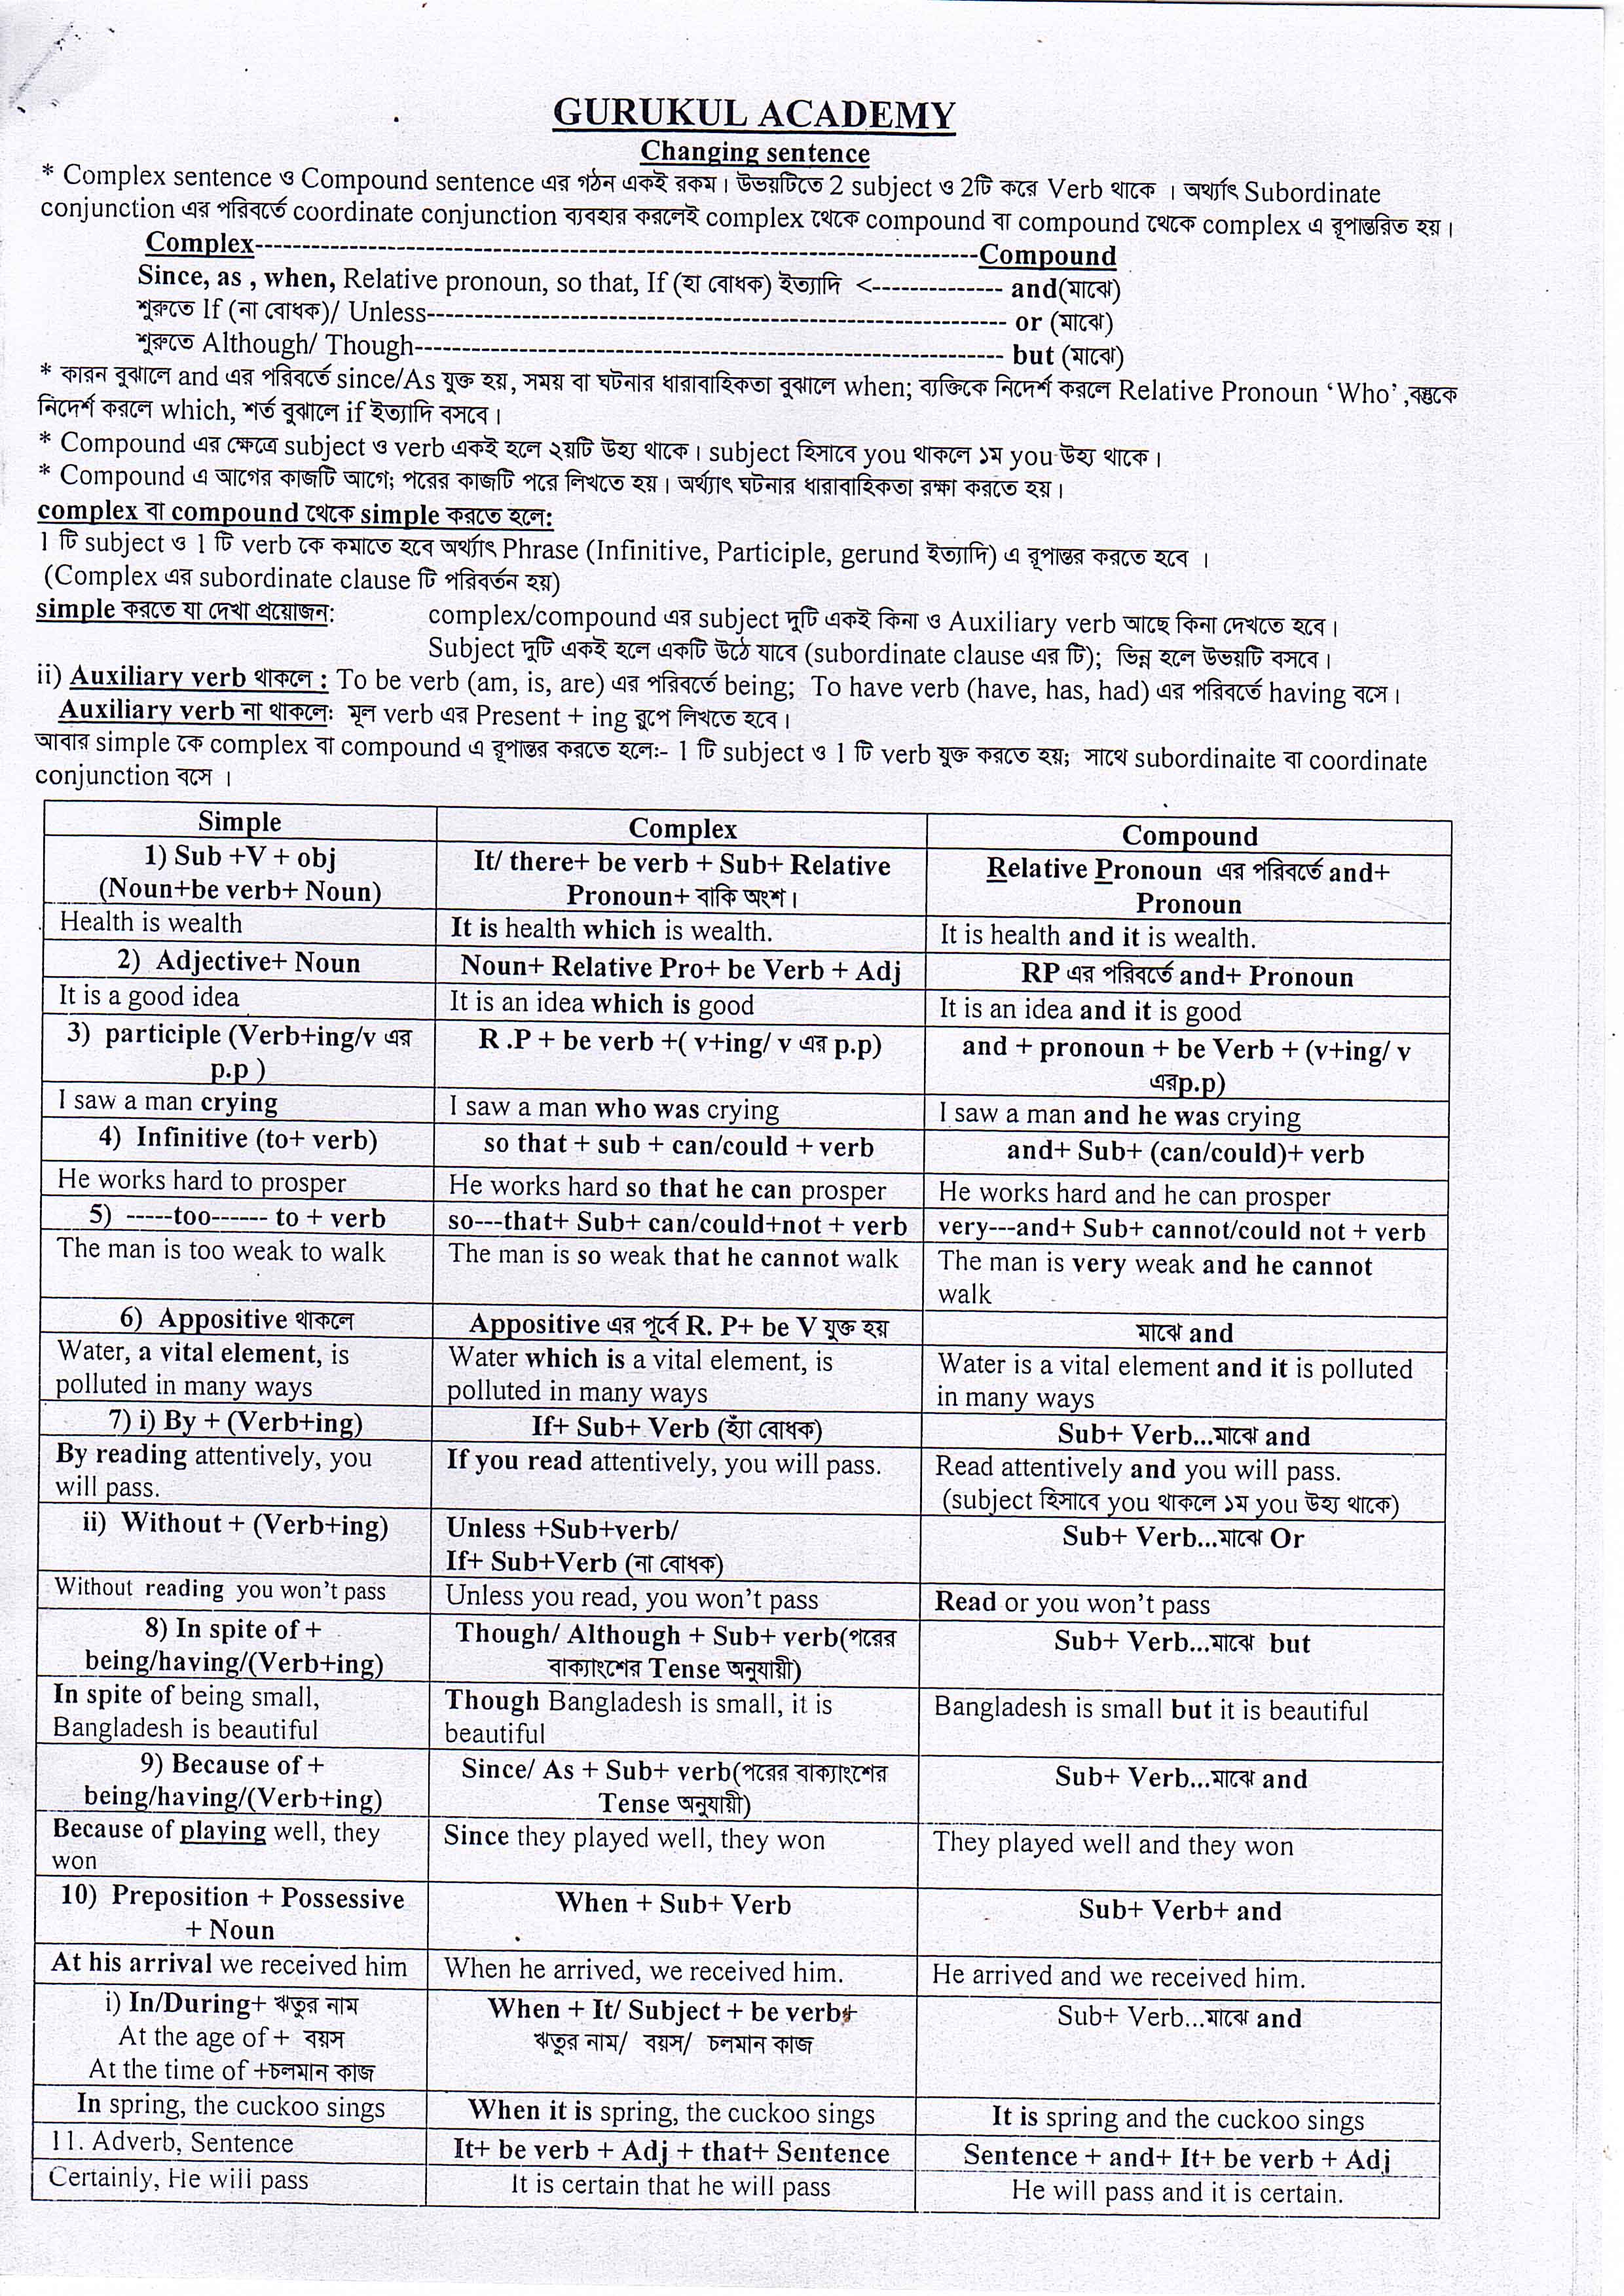 GURUKUL ACADEMY
Changing sentence
* Complex sentence ও Compound sentence এর গঠন একই রকম। উভয়টিতে 2 subject ও 2টি করে Verb থাকে । অর্থ্যাৎ Subordinate
conjunction এর পরিবর্তে coordinate conjunction ব্যবহার করলেই complex থেকে compound বা compound থেকে complex এ রূপান্তরিত হয়।
Complex------------------------------------------------------------------------------Compound
Since, as , when, Relative pronoun, so that, If (হা বোধক) ইত্যাদি <-------------- and(মাঝে)
শুরুতে If (না বোধক)/ Unless--------------------------------------------------------------- or (মাঝে)
শুরুতে Although/ Though---------------------------------------------------------------- but (মাঝে)
* কারন বুঝালে and এর পরিবর্তে since/As যুক্ত হয়, সময় বা ঘটনার ধারাবাহিকতা বুঝালে when; ব্যক্তিকে নিদের্শ করলে Relative Pronoun ‘Who’ ,বস্তুকে
নিদের্শ করলে which, শর্ত বুঝালে if ইত্যাদি বসবে।
* Compound এর ক্ষেত্রে subject ও verb একই হলে ২য়টি উহ্য থাকে। subject হিসাবে you থাকলে ১ম you উহ্য থাকে।
* Compound এ আগের কাজটি আগে; পরের কাজটি পরে লিখতে হয়। অর্থ্যাৎ ঘটনার ধারাবাহিকতা রক্ষা করতে হয়।
complex বা compound থেকে simple করতে হলে:
1 টি subject ও 1 টি verb কে কমাতে হবে অর্থ্যাৎ Phrase (Infinitive, Participle, gerund ইত্যাদি) এ রূপান্তর করতে হবে ।
(Complex এর subordinate clause টি পরিবর্তন হয়)
simple করতে যা দেখা প্রয়োজন: complex/compound এর subject দুটি একই কিনা ও Auxiliary verb আছে কিনা দেখতে হবে।
Subject দুটি একই হলে একটি উঠে যাবে (subordinate clause এর টি); ভিন্ন হলে উভয়টি বসবে।
ii) Auxiliary verb থাকলে : To be verb (am, is, are) এর পরিবর্তে being; To have verb (have, has, had) এর পরিবর্তে having বসে।
Auxiliary verb না থাকলেঃ মূল verb এর Present + ing রুপে লিখতে হবে।
আবার simple কে complex বা compound এ রূপান্তর করতে হলেঃ- 1 টি subject ও 1 টি verb যুক্ত করতে হয়; সাথে subordinaite বা coordinate
conjunction বসে ।
Simple Complex Compound
1) Sub +V + obj It/ there+ be verb + Sub+ Relative Relative Pronoun এর পরিবর্তে and+
(Noun+be verb+ Noun) Pronoun+ বাকি অংশ। Pronoun
Health is wealth It is health which is wealth. It is health and it is wealth.
2) Adjective+ Noun Noun+ Relative Pro+ be Verb + Adj RP এর পরিবর্তে and+ Pronoun
It is a good idea It is an idea which is good It is an idea and it is good
3) participle (Verb+ing/v এর R .P + be verb +( v+ing/ v এর p.p) and + pronoun + be Verb + (v+ing/ v
p.p ) এরp.p)
I saw a man crying I saw a man who was crying I saw a man and he was crying
4) Infinitive (to+ verb) so that + sub + can/could + verb and+ Sub+ (can/could)+ verb
He works hard to prosper He works hard so that he can prosper He works hard and he can prosper
5) -----too------ to + verb so---that+ Sub+ can/could+not + verb very---and+ Sub+ cannot/could not + verb
The man is too weak to walk The man is so weak that he cannot walk The man is very weak and he cannot
walk
6) Appositive থাকলে Appositive এর পূর্বে R. P+ be V যুক্ত হয় মাঝে and
Water, a vital element, is Water which is a vital element, is Water is a vital element and it is polluted
polluted in many ways polluted in many ways in many ways
7) i) By + (Verb+ing) If+ Sub+ Verb (হ্যাঁ বোধক) Sub+ Verb...মাঝে and
By reading attentively, you If you read attentively, you will pass. Read attentively and you will pass.
will pass. (subject হিসাবে you থাকলে ১ম you উহ্য থাকে)
ii) Without + (Verb+ing) Unless +Sub+verb/ Sub+ Verb...মাঝে Or
If+ Sub+Verb (না বোধক)
Without reading you won’t pass Unless you read, you won’t pass Read or you won’t pass
8) In spite of + Though/ Although + Sub+ verb(পরের Sub+ Verb...মাঝে but
being/having/(Verb+ing) বাক্যাংশের Tense অনুযায়ী)
In spite of being small, Though Bangladesh is small, it is Bangladesh is small but it is beautiful
Bangladesh is beautiful beautiful
9) Because of + Since/ As + Sub+ verb(পরের বাক্যাংশের Sub+ Verb...মাঝে and
being/having/(Verb+ing) Tense অনুযায়ী)
Because of playing well, they Since they played well, they won They played well and they won
won
10) Preposition + Possessive When + Sub+ Verb Sub+ Verb+ and
+ Noun
At his arrival we received him When he arrived, we received him. He arrived and we received him.
i) In/During+ ঋতুর নাম When + It/ Subject + be verb+ Sub+ Verb...মাঝে and
At the age of + বয়স ঋতুর নাম/ বয়স/ চলমান কাজ
At the time of +চলমান কাজ
In spring, the cuckoo sings When it is spring, the cuckoo sings It is spring and the cuckoo sings
11. Adverb, Sentence It+ be verb + Adj + that+ Sentence Sentence + and+ It+ be verb + Adj
Certainly, He will pass It is certain that he will pass He will pass and it is certain.